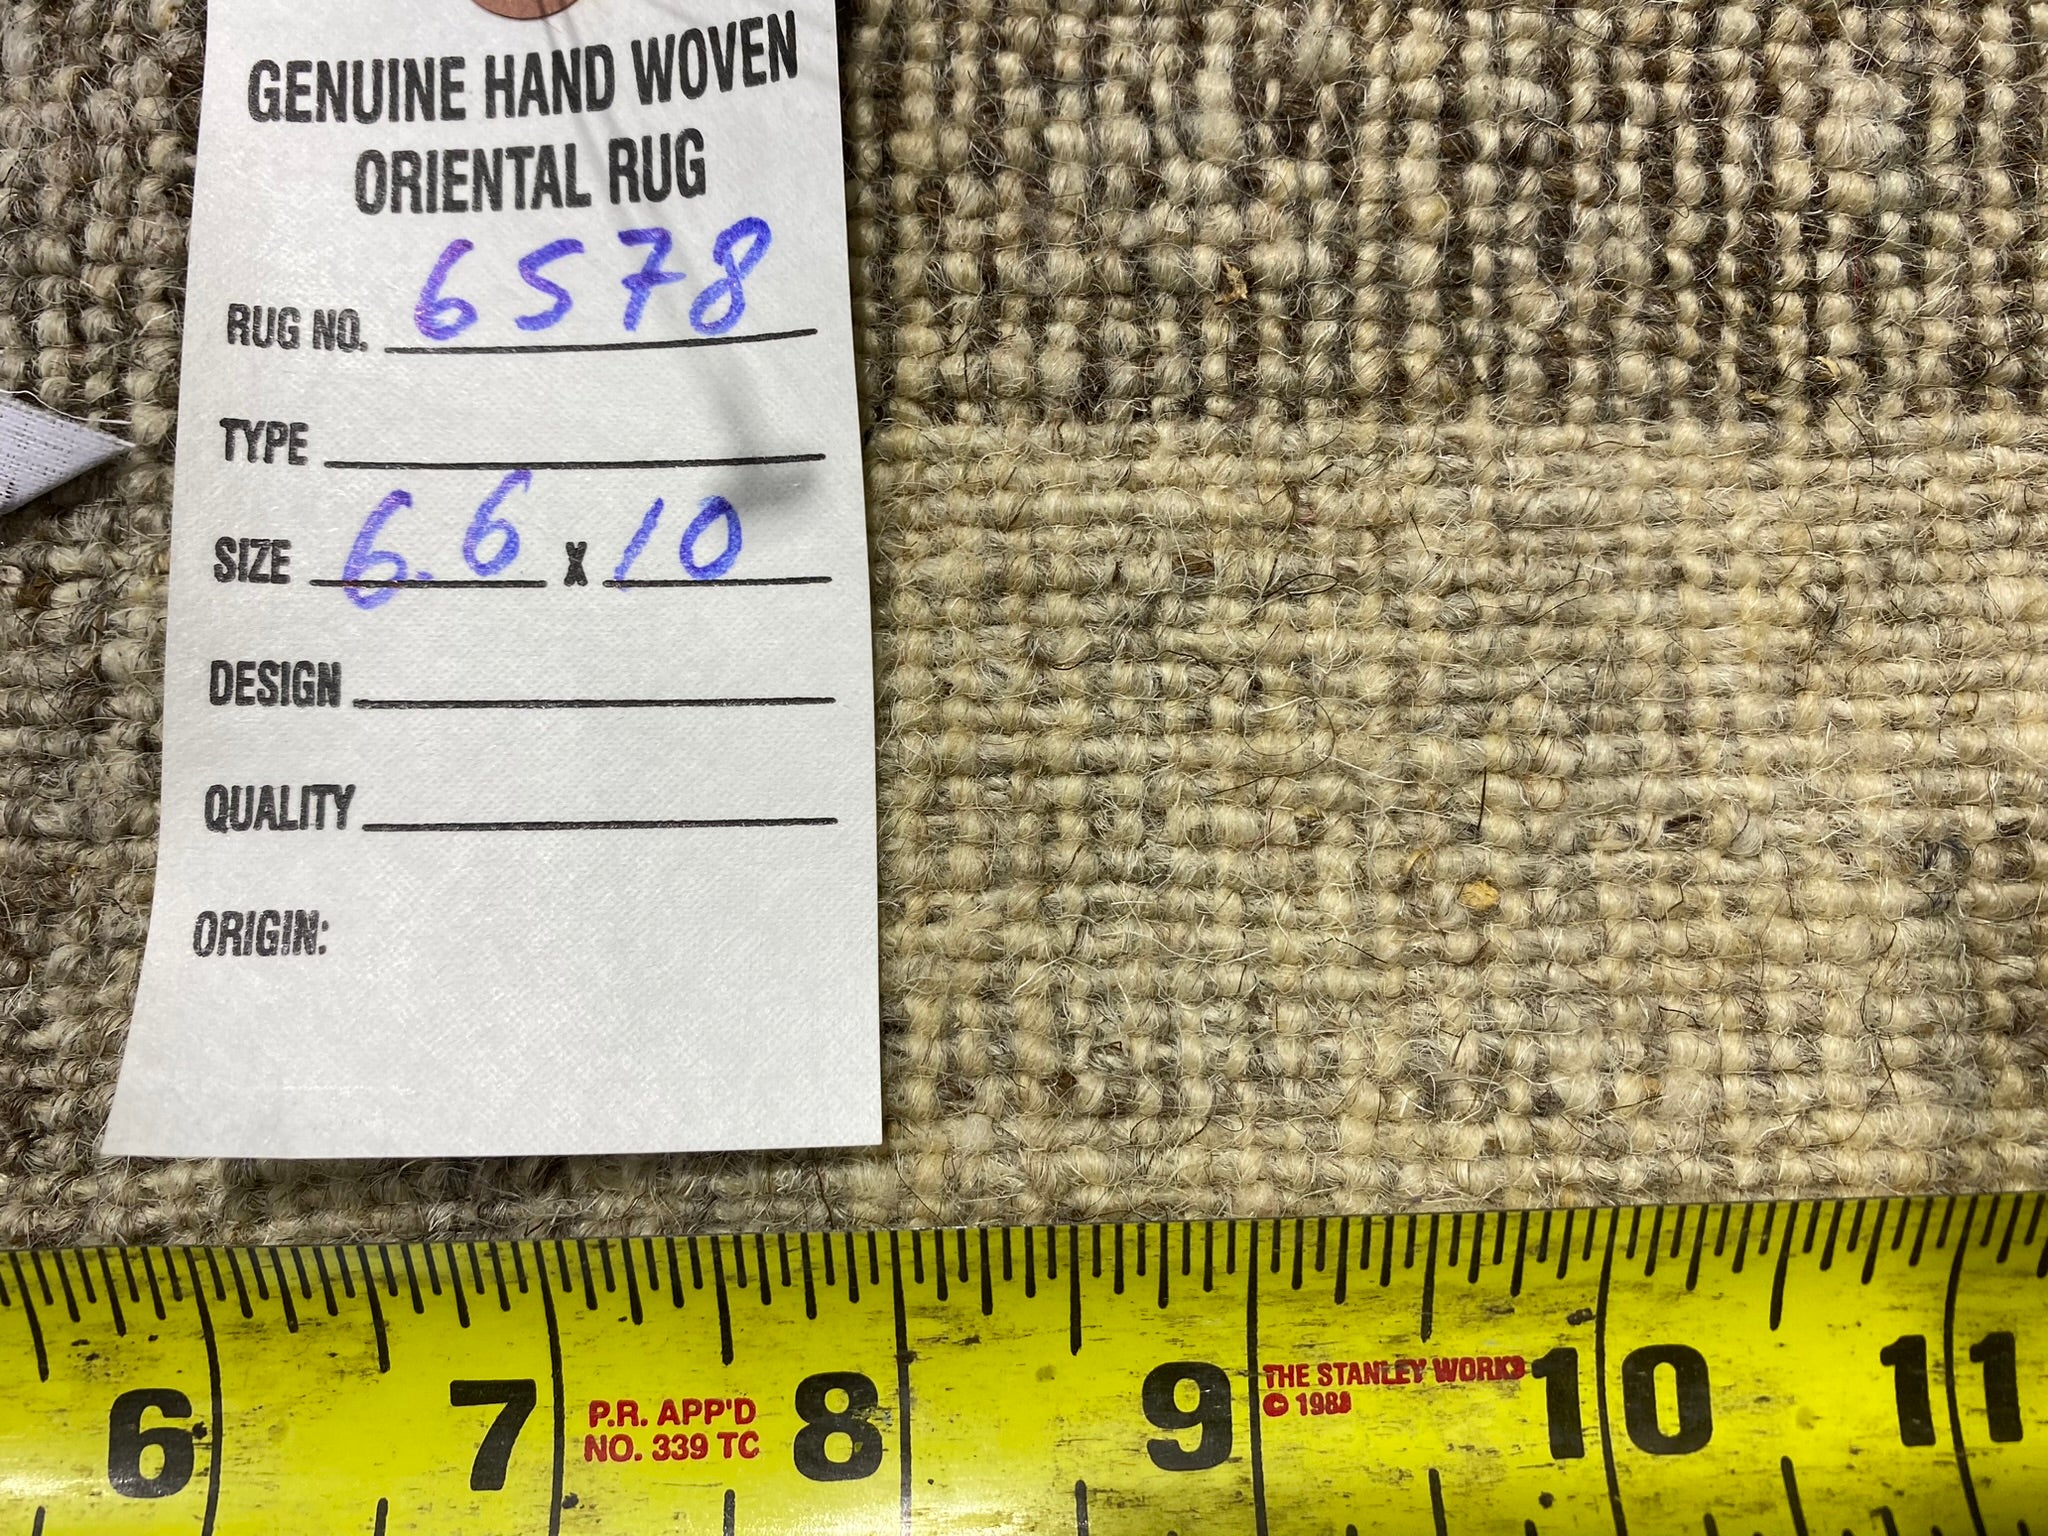 GENUINE HAND WOVEN
ORIENTAL RUG
RUG NO. 6578
TYPE
SIZE 6.6 X 10
DESIGN
QUALITY
ORIGIN:
6 7 8 9 10 11
P.R. APP'D
NO. 339 TC
THE STANLEY WORKS
© 1989